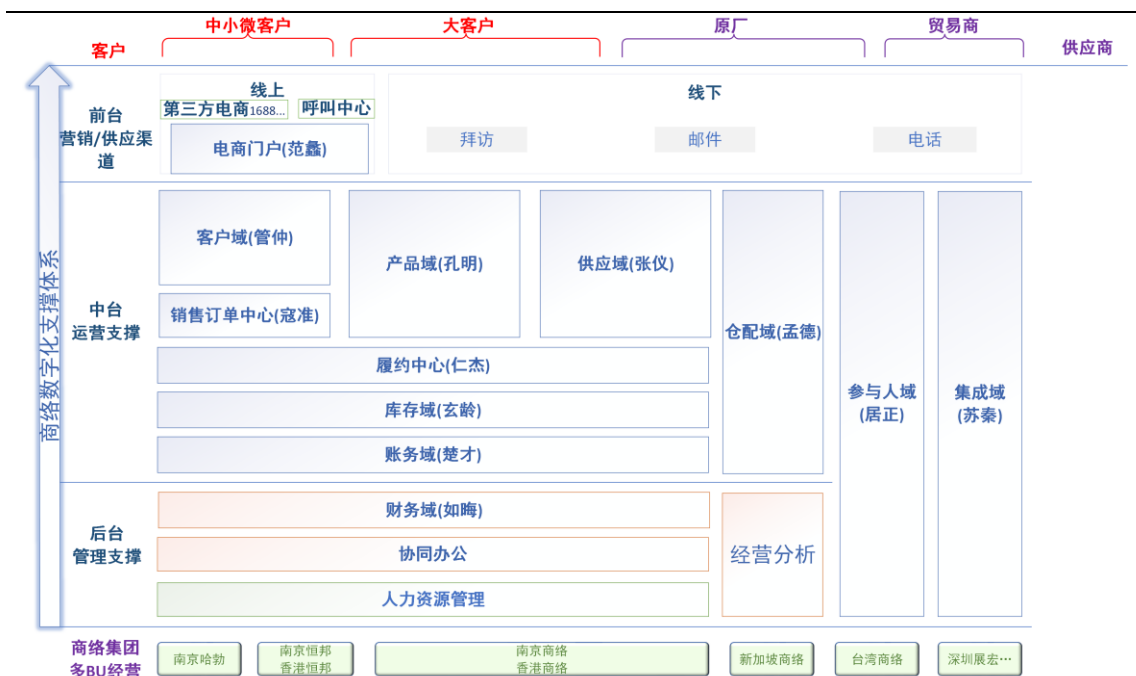 中小微客户
大客户
原厂
贸易商
客户
供应商
商络数字化支撑体系
前台
营销/供应渠
道
线上
第三方电商1688...
呼叫中心
电商门户(范蠡)
线下
拜访
邮件
电话
中台
运营支撑
客户域(管仲)
产品域(孔明)
供应域(张仪)
销售订单中心(寇准)
仓配域(孟德)
履约中心(仁杰)
参与人域
(居正)
集成域
(苏秦)
库存域(玄龄)
账务域(楚才)
后台
管理支撑
财务域(如晦)
协同办公
经营分析
人力资源管理
商络集团
多BU经营
南京哈勃
南京恒邦
香港恒邦
南京商络
香港商络
新加坡商络
台湾商络
深圳展宏…